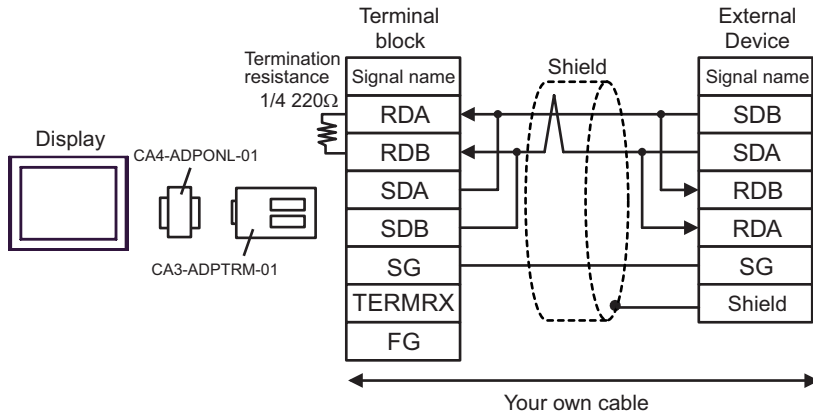 Terminal
block
External
Device
Termination
resistance
1/4 220Ω
Shield
Signal name
RDA
RDB
SDA
SDB
SG
TERMRX
FG
Signal name
SDB
SDA
RDB
RDA
SG
Shield
Display
CA4-ADPONL-01
CA3-ADPTRM-01
Your own cable